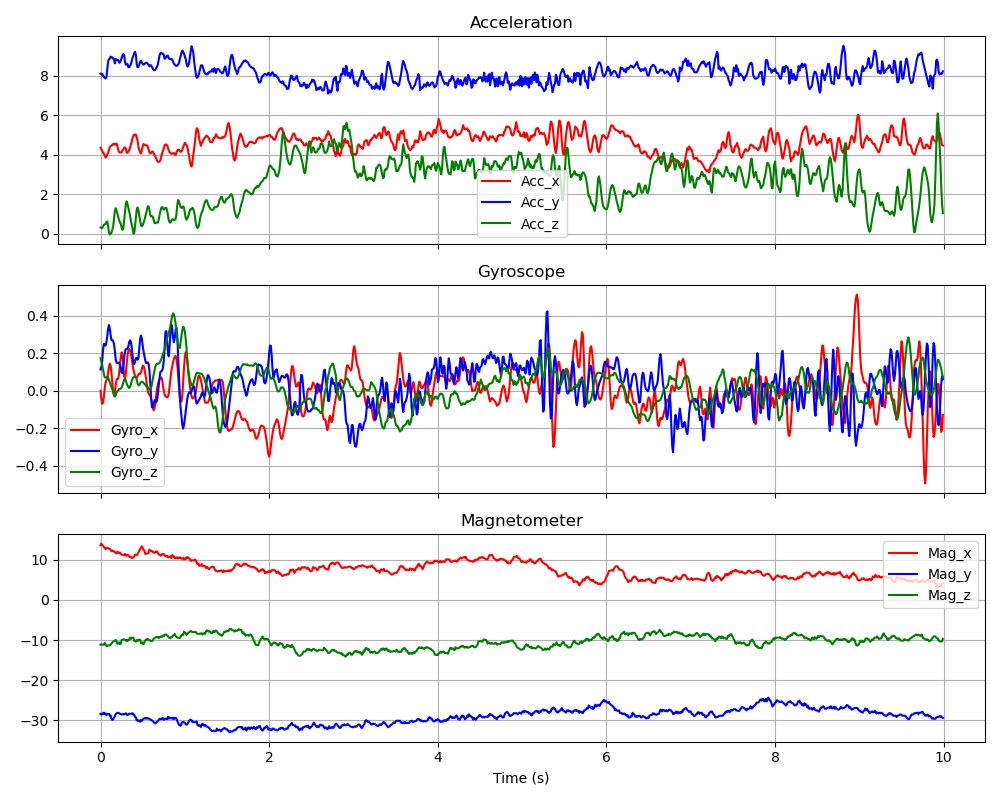 Acceleration
8
6
4
2
0
Acc_x
Acc_y
Acc_z
Gyroscope
0.4
0.2
0.0
−0.2
−0.4
Gyro_x
Gyro_y
Gyro_z
Magnetometer
10
0
−10
−20
−30
Mag_x
Mag_y
Mag_z
0 2 4 6 8 10
Time (s)